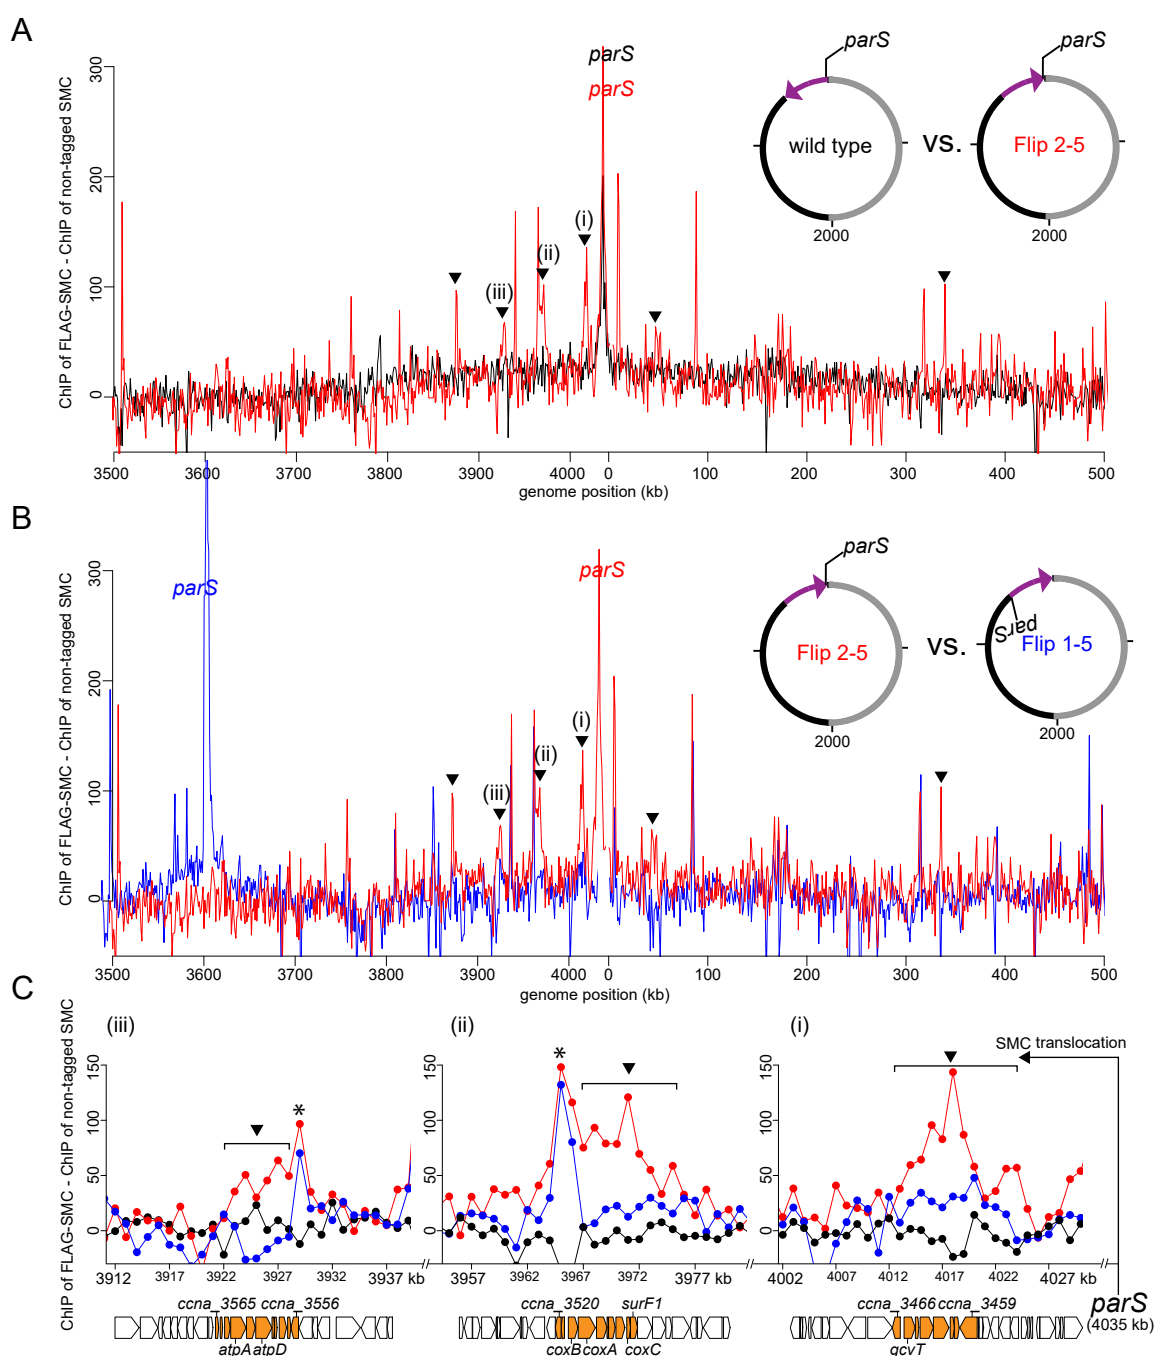 A
ChIP of FLAG-SMC - ChIP of non-tagged SMC
300
200
100
0
parS
parS
(i)
(ii)
(iii)
parS
wild type
2000
vs.
parS
Flip 2-5
2000
3500 3600 3700 3800 3900 4000 0 100 200 300 400 500
genome position (kb)
B
ChIP of FLAG-SMC - ChIP of non-tagged SMC
300
200
100
0
parS
parS
(i)
(ii)
(iii)
parS
Flip 2-5
2000
vs.
parS
Flip 1-5
2000
3500 3600 3700 3800 3900 4000 0 100 200 300 400 500
genome position (kb)
C
ChIP of FLAG-SMC - ChIP of non-tagged SMC
(iii)
150
100
50
0
*
3912 3917 3922 3927 3932 3937 kb
ccna_3565 ccna_3556
atpA atpD
(ii)
150
100
50
0
*
3957 3962 3967 3972 3977 kb
ccna_3520 surF1
coxB coxA coxC
(i)
SMC translocation
150
100
50
0
4002 4007 4012 4017 4022 4027 kb
ccna_3466 ccna_3459
gcvT
parS
(4035 kb)